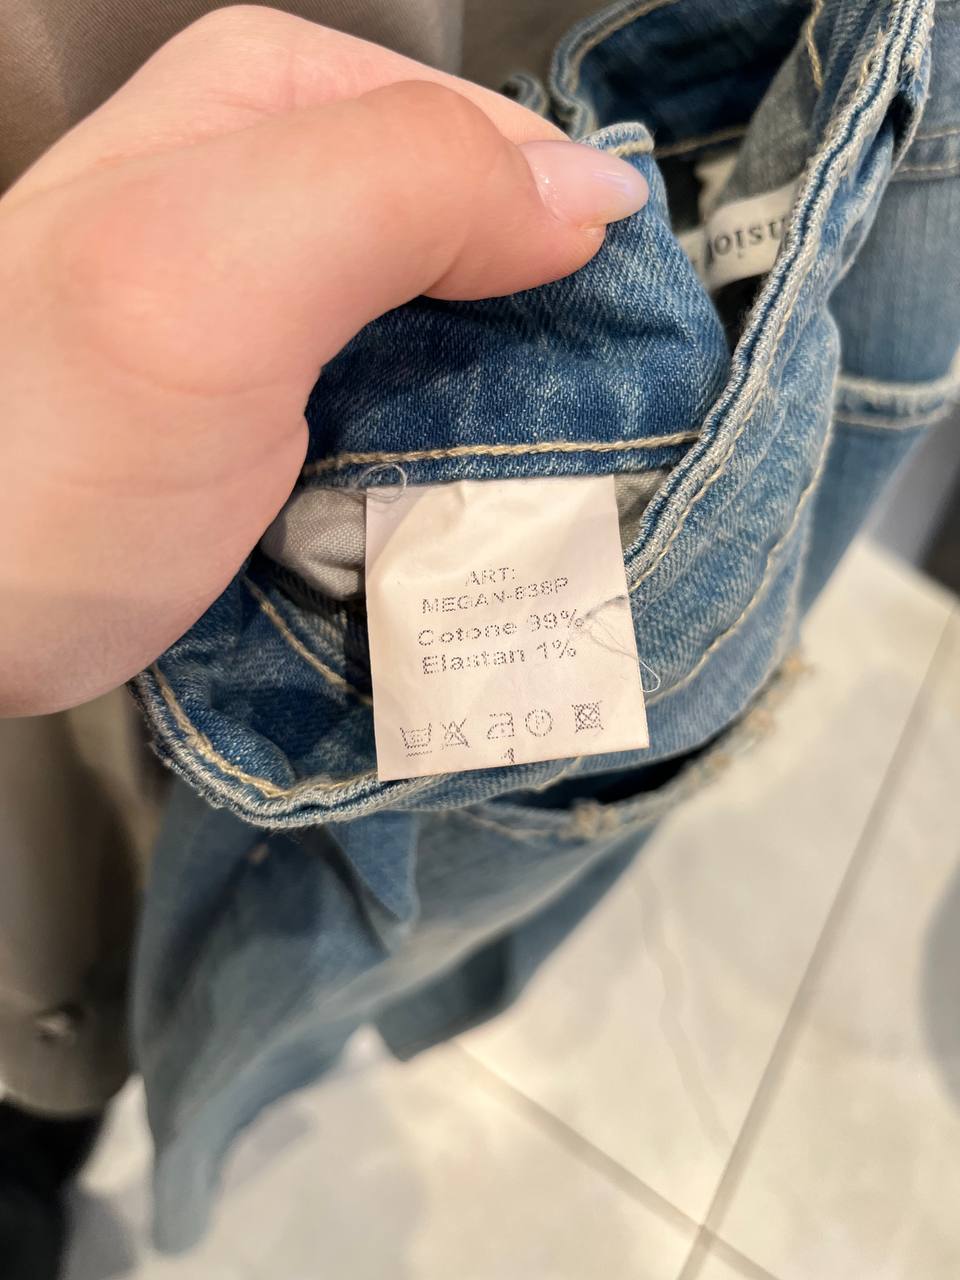 ART:
MEGAN-838P
Cotone 99%
Elastan 1%